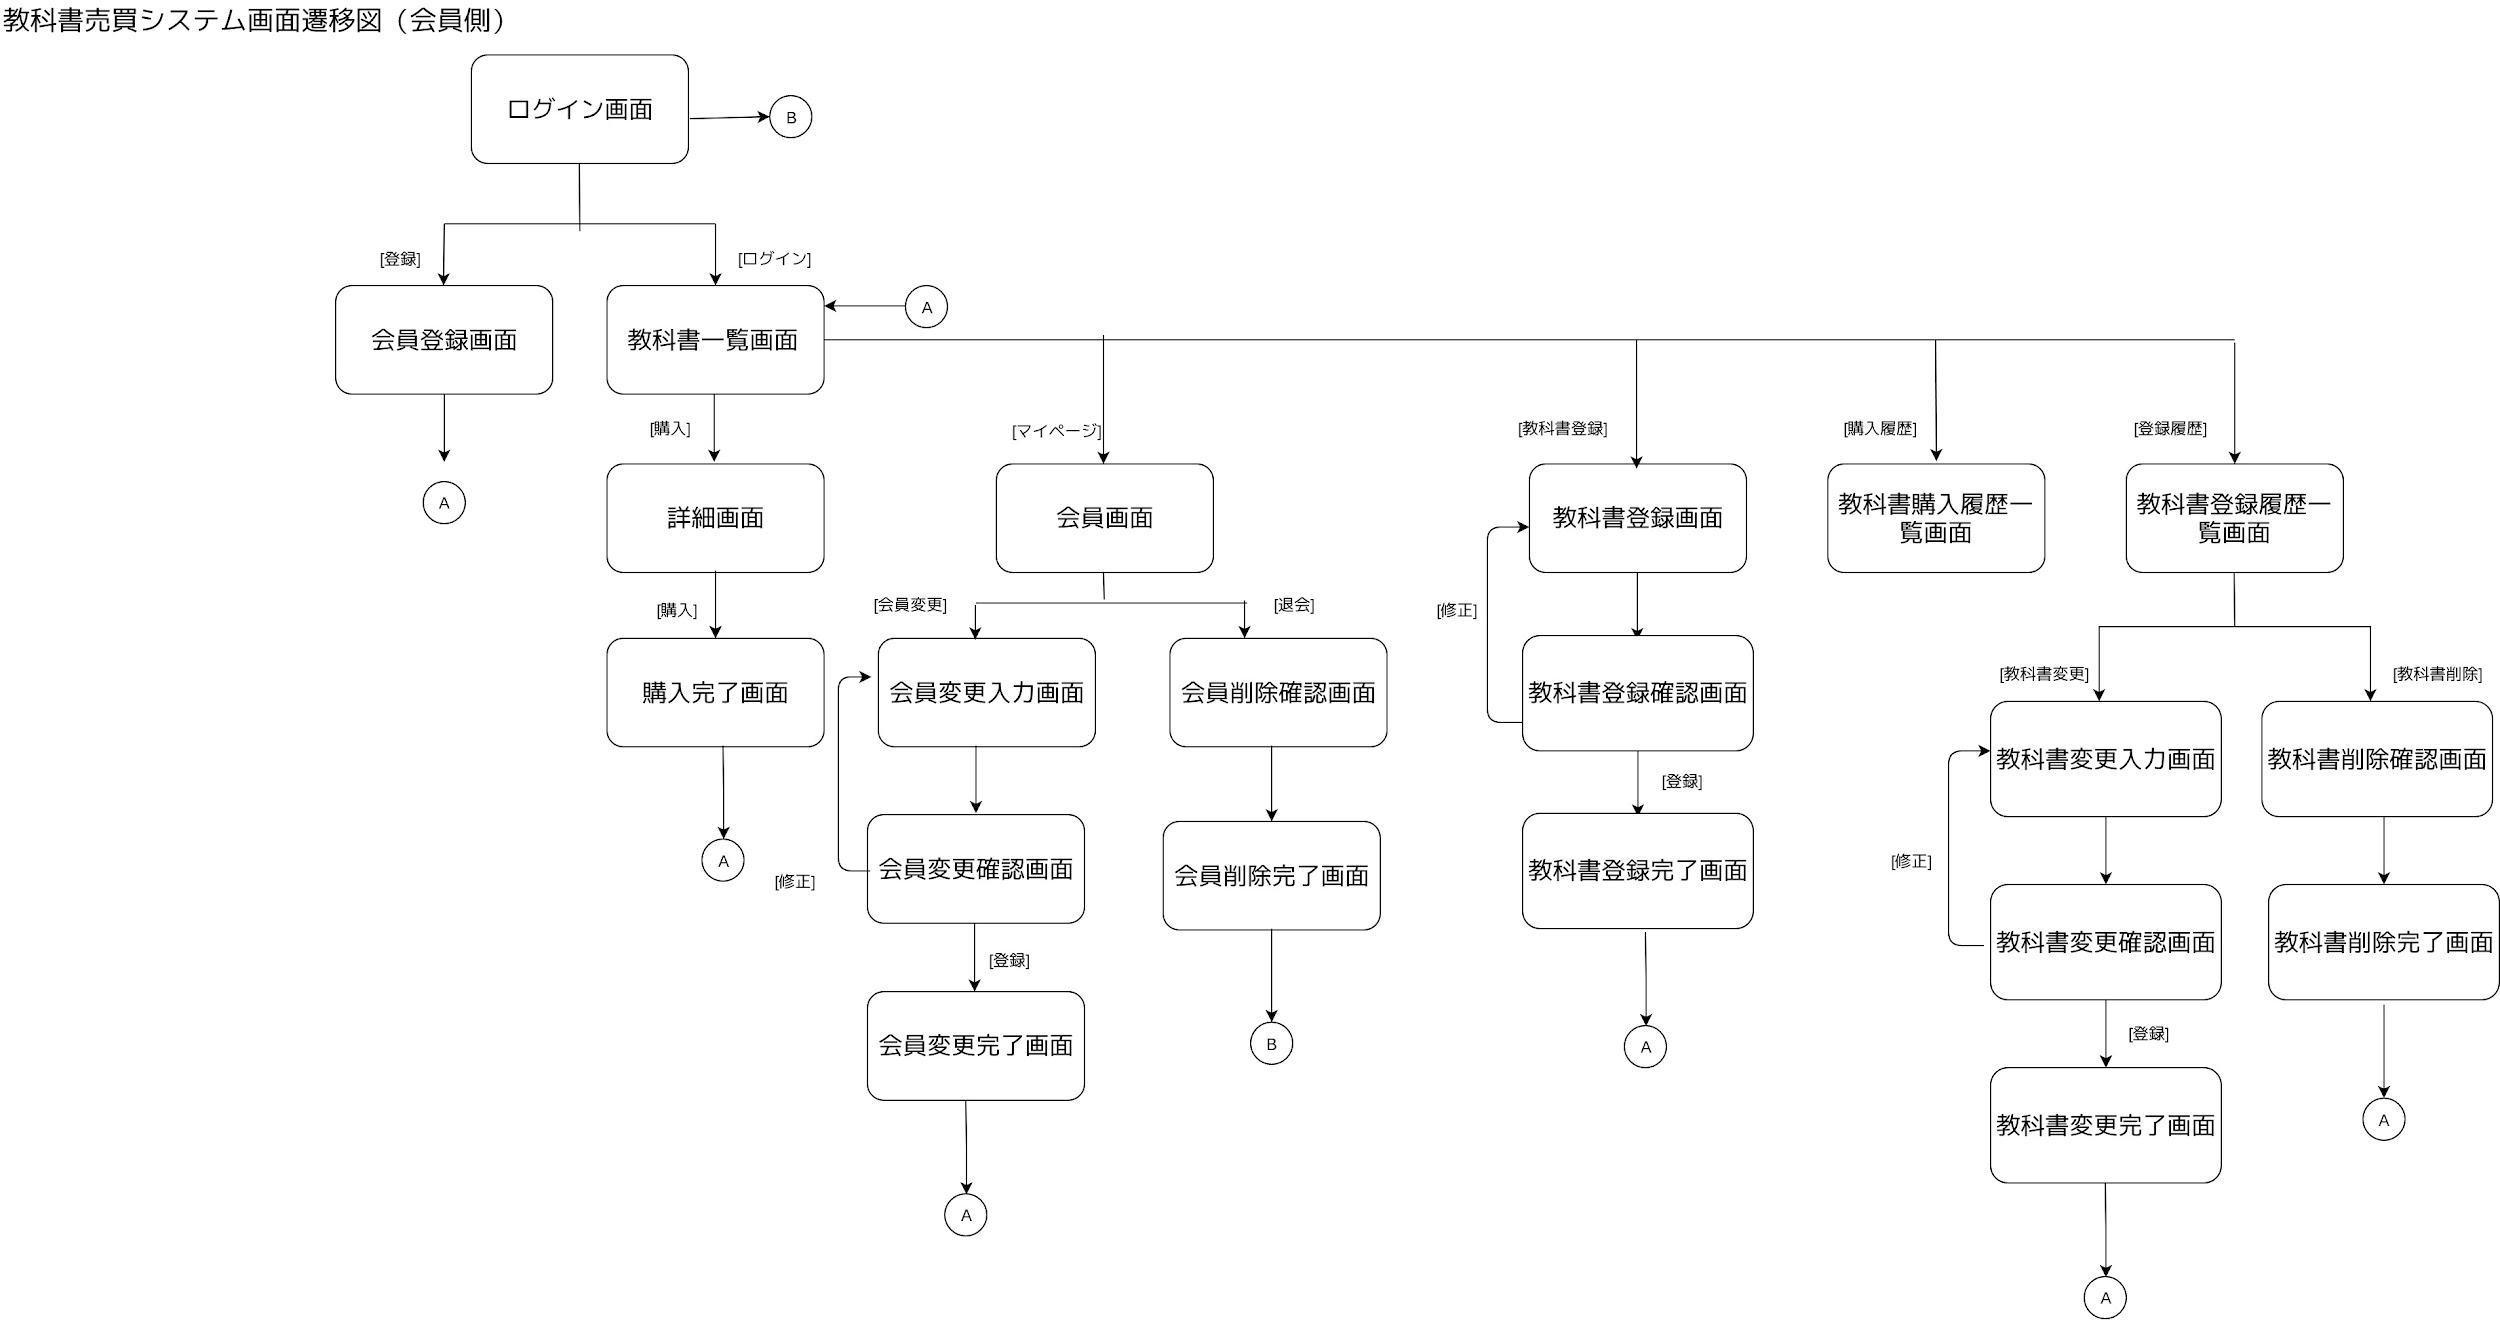 教科書売買システム画面遷移図（会員側）
ログイン画面
B
[登録]
[ログイン]
会員登録画面
教科書一覧画面
A
[購入]
[マイページ]
[教科書登録]
[購入履歴]
[登録履歴]
A
詳細画面
会員画面
教科書登録画面
教科書購入履歴一
覧画面
教科書登録履歴一
覧画面
[購入]
[会員変更]
[退会]
[修正]
[教科書変更]
[教科書削除]
購入完了画面
会員変更入力画面
会員削除確認画面
教科書登録確認画面
教科書変更入力画面
教科書削除確認画面
[登録]
A
[修正]
会員変更確認画面
会員削除完了画面
教科書登録完了画面
[修正]
教科書変更確認画面
教科書削除完了画面
[登録]
[登録]
会員変更完了画面
B
A
教科書変更完了画面
A
A
A